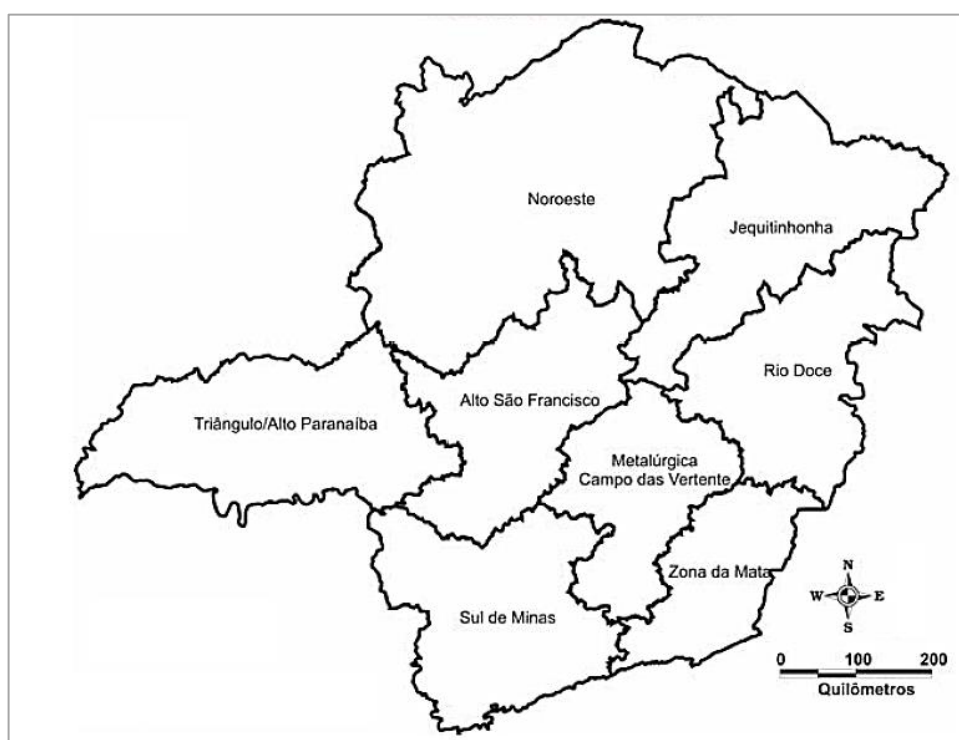 Noroeste
Jequitinhonha
Rio Doce
Alto São Francisco
Triângulo/Alto Paranaíba
Metalúrgica
Campo das Vertente
Zona da Mata
Sul de Minas
N
W E
S
0 100 200
Quilômetros